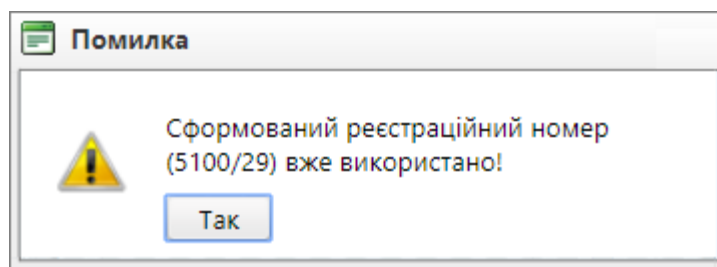 Помилка
Сформований реєстраційний номер
(5100/29) вже використано!
Так